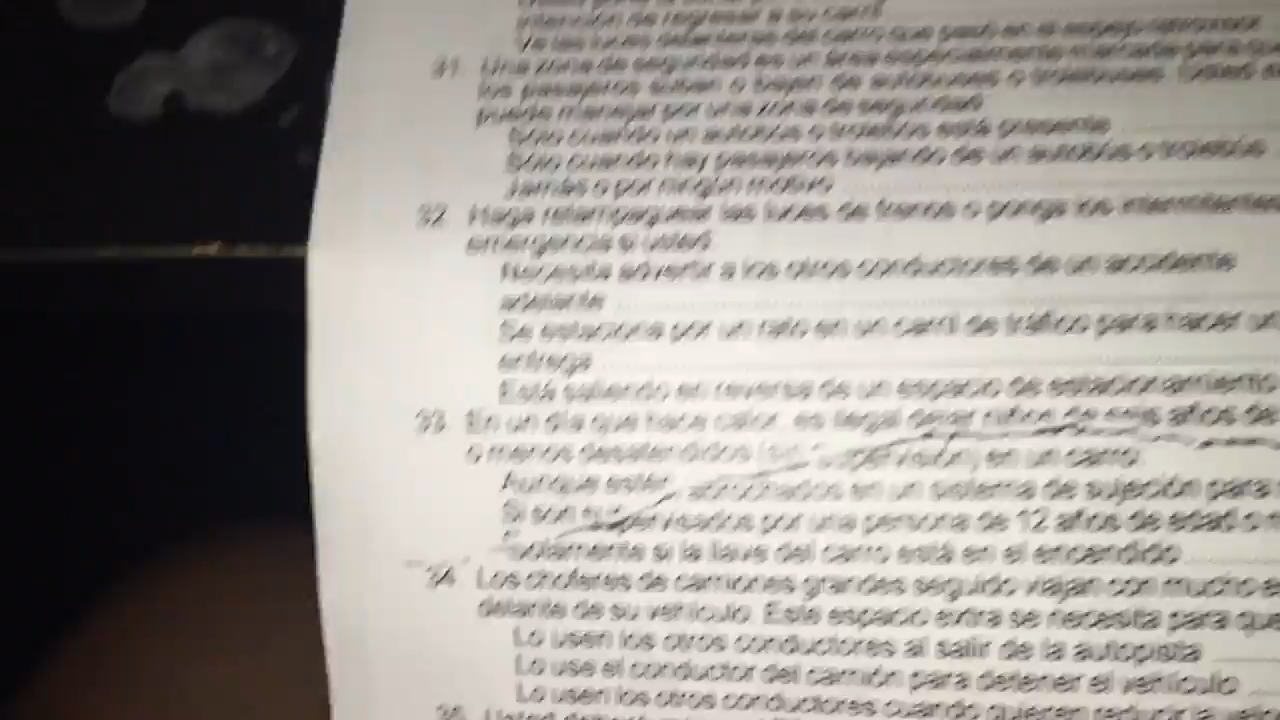 intención de regresar a su carril
31. Una zona de seguridad es un área especialmente marcada para que
los pasajeros suban o bajen de autobuses o tranvías. Usted
puede manejar por una zona de seguridad
Sólo cuando un autobús o tranvía está presente
Sólo cuando hay pasajeros bajando de un autobús o tranvía
Jamás o por ningún motivo
32. Haga relampaguear las luces de frenos o ponga los intermitentes
emergencia si usted
Necesita advertir a los otros conductores de un accidente
adelante
Se estaciona por un rato en un carril de tráfico para hacer un
entrega
Está saliendo en reversa de un espacio de estacionamiento
33. En un día que hace calor, es ilegal dejar niños de seis años de
o menos desatendidos (sin supervisión) en un carro.
Aunque estén abrochados en un sistema de sujeción para
Si son supervisados por una persona de 12 años de edad o
Solamente si la llave del carro está en el encendido
34. Los choferes de camiones grandes seguido viajan con mucho
delante de su vehículo. Este espacio extra se necesita para que
Lo usen los otros conductores al salir de la autopista
Lo use el conductor del camión para detener el vehículo
Lo usen los otros conductores cuando quieren reducir la
35. Usted